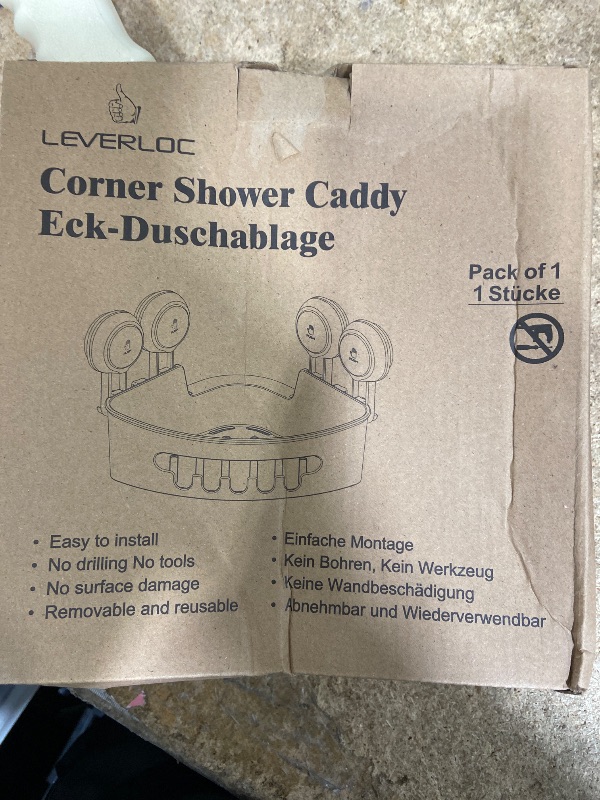 LEVERLOC
Corner Shower Caddy
Eck-Duschablage
Pack of 1
1 Stücke
• Easy to install
• No drilling No tools
• No surface damage
• Removable and reusable
• Einfache Montage
• Kein Bohren, Kein Werkzeug
• Keine Wandbeschädigung
• Abnehmbar und Wiederverwendbar